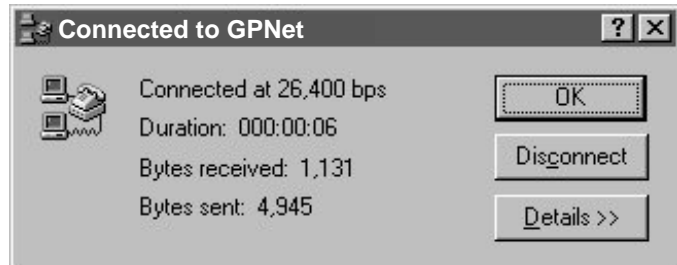 Connected to GPNet
? X
Connected at 26,400 bps
Duration: 000:00:06
Bytes received: 1,131
Bytes sent: 4,945
OK
Disconnect
Details >>